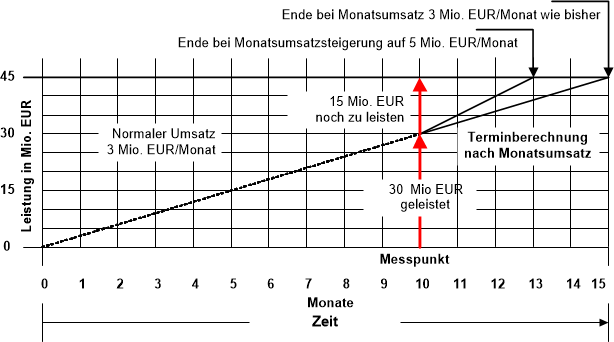 Ende bei Monatsumsatz 3 Mio. EUR/Monat wie bisher
Ende bei Monatsumsatzsteigerung auf 5 Mio. EUR/Monat
45
15 Mio. EUR
noch zu leisten
30
Normaler Umsatz
3 Mio. EUR/Monat
Terminberechnung
nach Monatsumsatz
Leistung in Mio. EUR
15
30 Mio EUR
geleistet
0
Messpunkt
0 1 2 3 4 5 6 7 8 9 10 11 12 13 14 15
Monate
Zeit